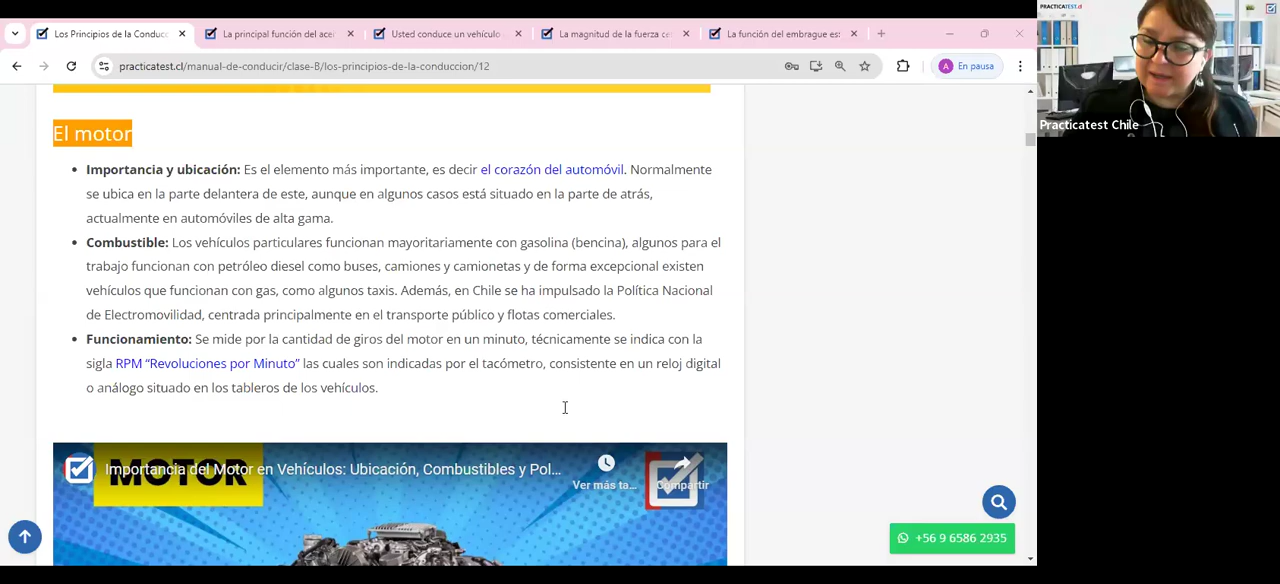 Los Principios de la Conducc
La principal función del ace
Usted conduce un vehículo
La magnitud de la fuerza ce
La función del embrague es:
practicatest.cl/manual-de-conducir/clase-B/los-principios-de-la-conduccion/12
A
En pausa
PRACTICATEST.cl
Practicatest Chile
El motor
• Importancia y ubicación: Es el elemento más importante, es decir el corazón del automóvil. Normalmente
se ubica en la parte delantera de este, aunque en algunos casos está situado en la parte de atrás,
actualmente en automóviles de alta gama.
• Combustible: Los vehículos particulares funcionan mayoritariamente con gasolina (bencina), algunos para el
trabajo funcionan con petróleo diesel como buses, camiones y camionetas y de forma excepcional existen
vehículos que funcionan con gas, como algunos taxis. Además, en Chile se ha impulsado la Política Nacional
de Electromovilidad, centrada principalmente en el transporte público y flotas comerciales.
• Funcionamiento: Se mide por la cantidad de giros del motor en un minuto, técnicamente se indica con la
sigla RPM “Revoluciones por Minuto” las cuales son indicadas por el tacómetro, consistente en un reloj digital
o análogo situado en los tableros de los vehículos.
Importancia del Motor en Vehículos: Ubicación, Combustibles y Pol...
MOTOR
Ver más ta...
Compartir
+56 9 6586 2935